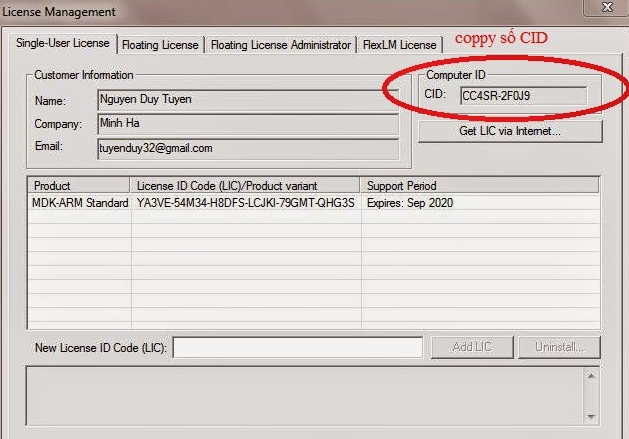 License Management
coppy số CID
Single-User License
Floating License
Floating License Administrator
FlexLM License
Customer Information
Name: Nguyen Duy Tuyen
Company: Minh Ha
Email: tuyenduy32@gmail.com
Computer ID
CID: CC4SR-2F0J9
Get LIC via Internet...
Product License ID Code (LIC)/Product variant Support Period
MDK-ARM Standard YA3VE-54M34-H8DFS-LCJKI-79GMT-QHG3S Expires: Sep 2020
New License ID Code (LIC):
Add LIC
Uninstall...